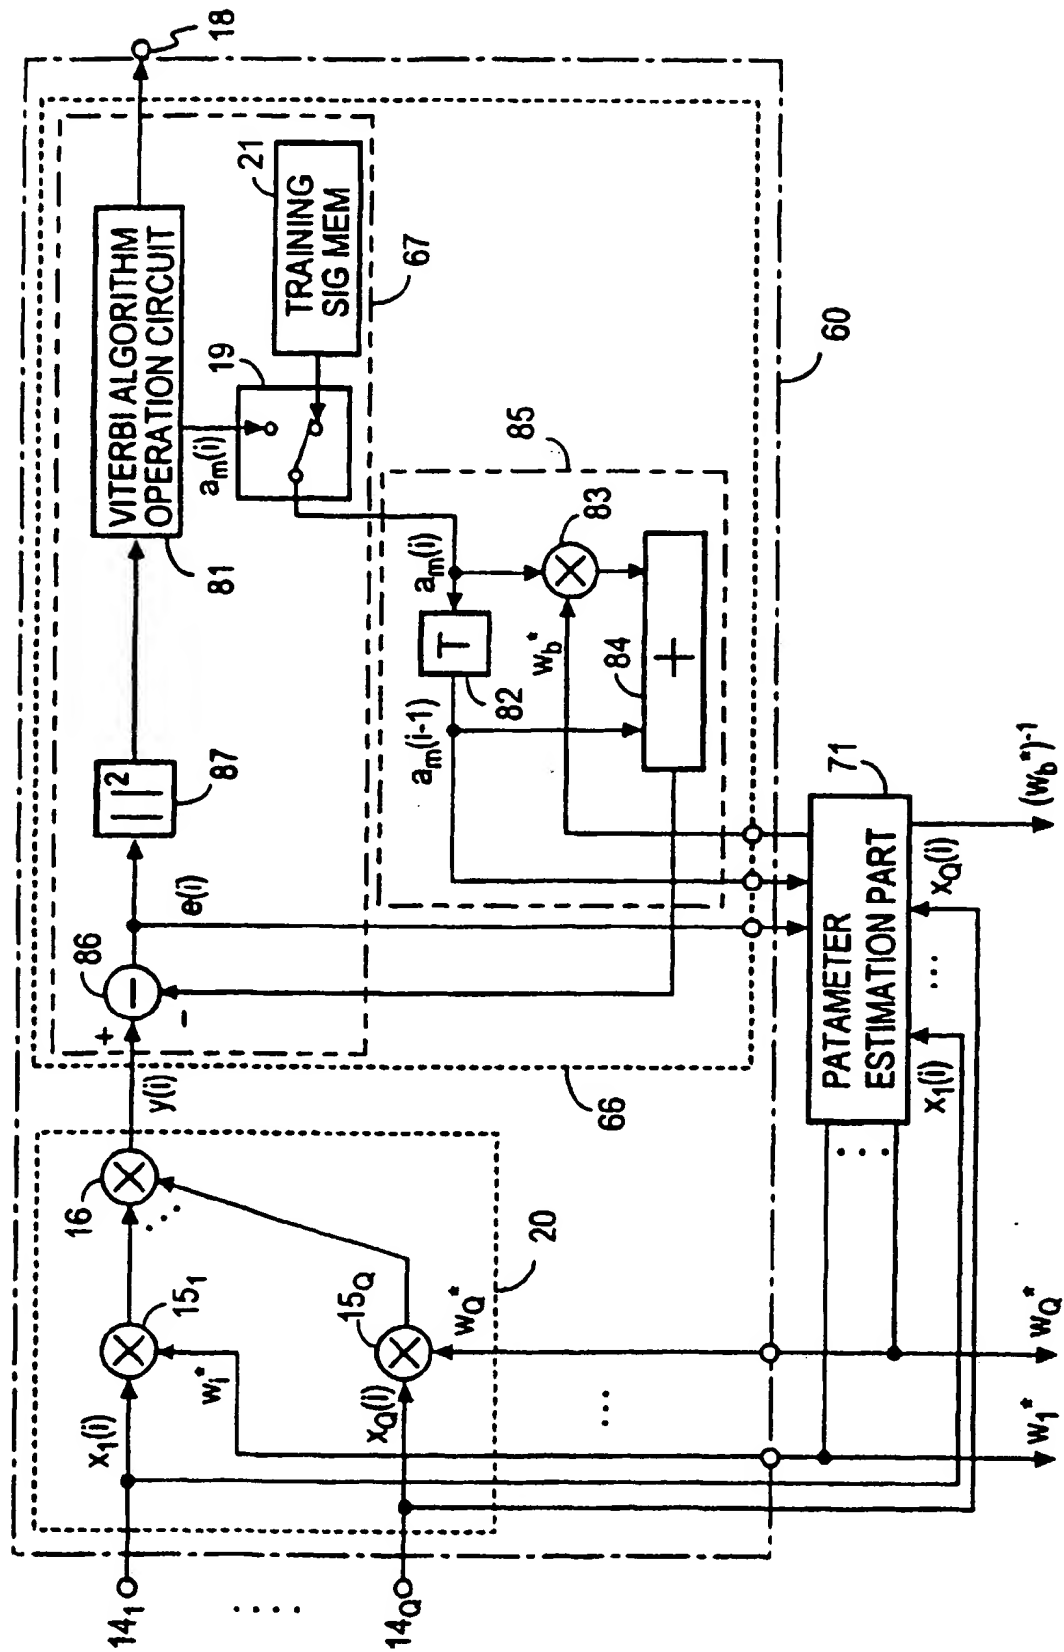 14₁
x₁(i)
15₁
16
y(i)
+
−
−
86
e(i)
| |²
87
VITERBI ALGORITHM
OPERATION CIRCUIT
81
18
aₘ(i)
19
21
TRAINING
SIG MEM
67
wᵢ*
14Q
xQ(i)
15Q
wQ*
20
66
aₘ(i-1)
T
82
aₘ(i)
wb*
83
84
+
85
60
PATAMETER
ESTIMATION PART
71
x₁(i)
xQ(i)
w₁*
wQ*
(wb*)⁻¹